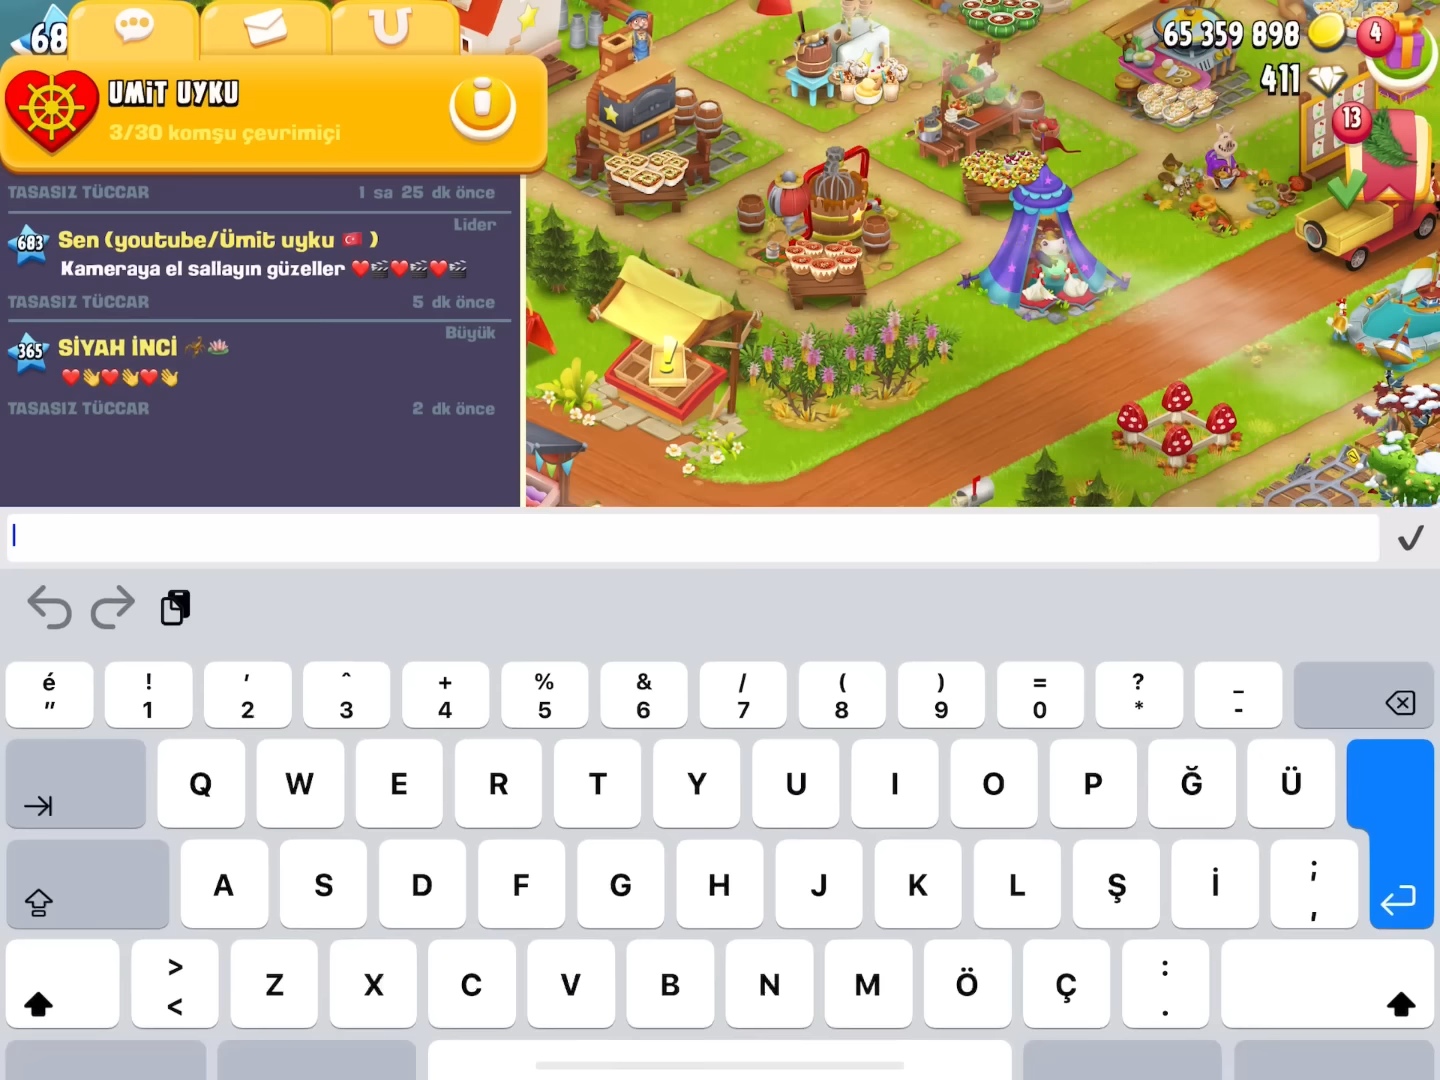 68
65 359 898
4
411
13
UMiT UYKU
3/30 komşu çevrimiçi
TASASIZ TÜCCAR 1 sa 25 dk önce
Lider
683 Sen (youtube/Ümit uyku 🇹🇷 )
Kameraya el sallayın güzeller ❤️🎬❤️🎬❤️🎬
TASASIZ TÜCCAR 5 dk önce
Büyük
365 SİYAH İNCİ
❤️👋❤️👋❤️👋
TASASIZ TÜCCAR 2 dk önce
é ! ' ^ + % & / ( ) = ? _
" 1 2 3 4 5 6 7 8 9 0 * -
Q W E R T Y U I O P Ğ Ü
A S D F G H J K L Ş İ ; ,
> < Z X C V B N M Ö Ç : .